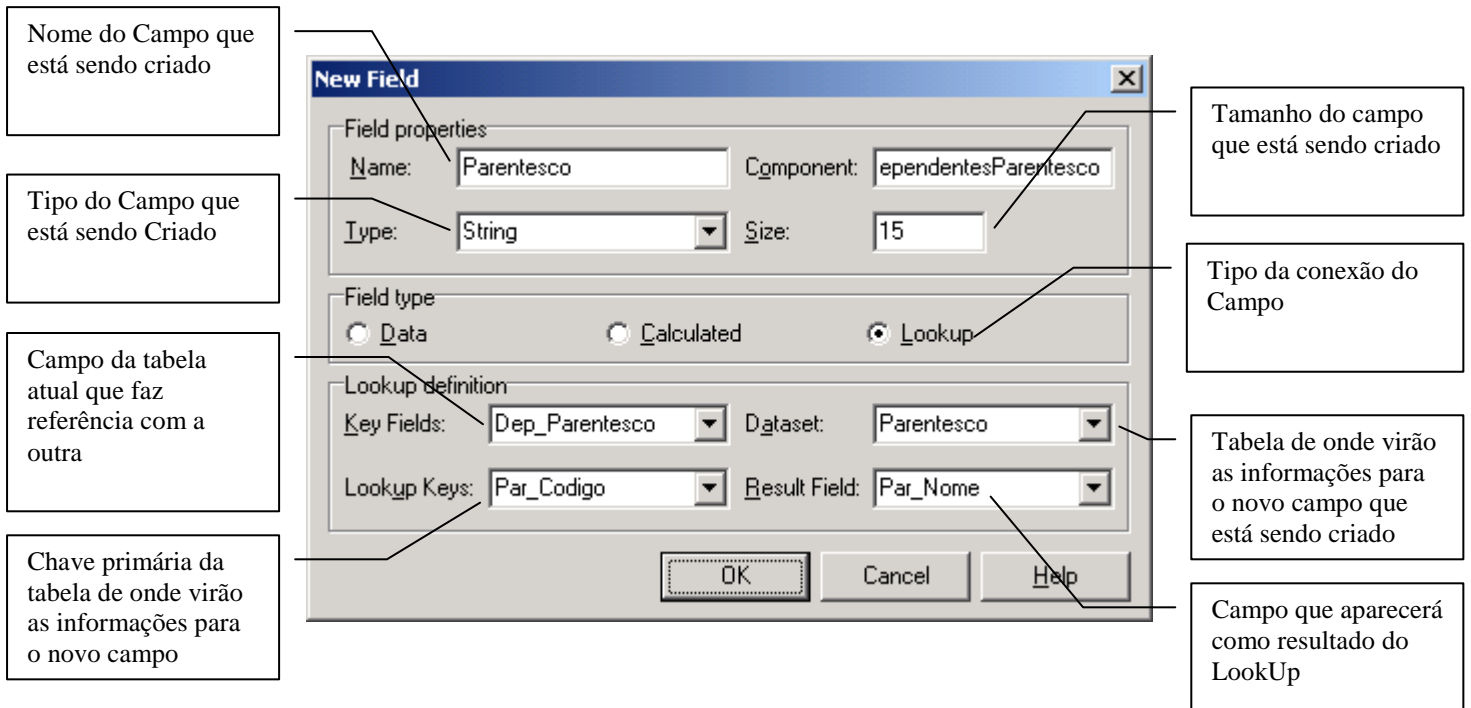 Nome do Campo que
está sendo criado
Tipo do Campo que
está sendo Criado
Campo da tabela
atual que faz
referência com a
outra
Chave primária da
tabela de onde virão
as informações para
o novo campo
New Field
Field properties
Name: Parentesco Component: ependentesParentesco
Type: String Size: 15
Field type
Data Calculated Lookup
Lookup definition
Key Fields: Dep_Parentesco Dataset: Parentesco
Lookup Keys: Par_Codigo Result Field: Par_Nome
OK Cancel Help
Tamanho do campo
que está sendo criado
Tipo da conexão do
Campo
Tabela de onde virão
as informações para
o novo campo que
está sendo criado
Campo que aparecerá
como resultado do
LookUp